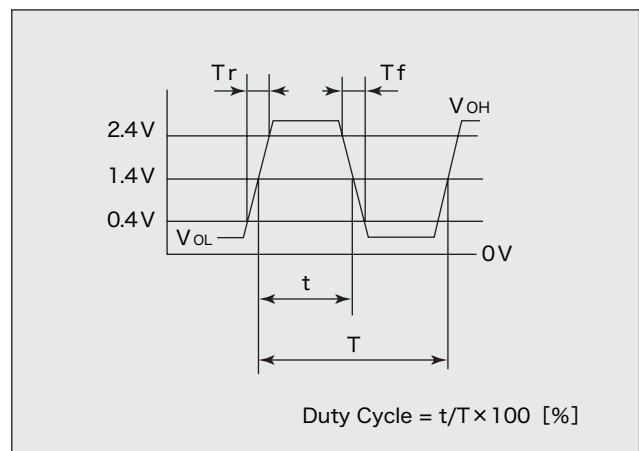 Tr
Tf
VOH
2.4V
1.4V
0.4V
VOL
0V
t
T
Duty Cycle = t/T×100 [%]